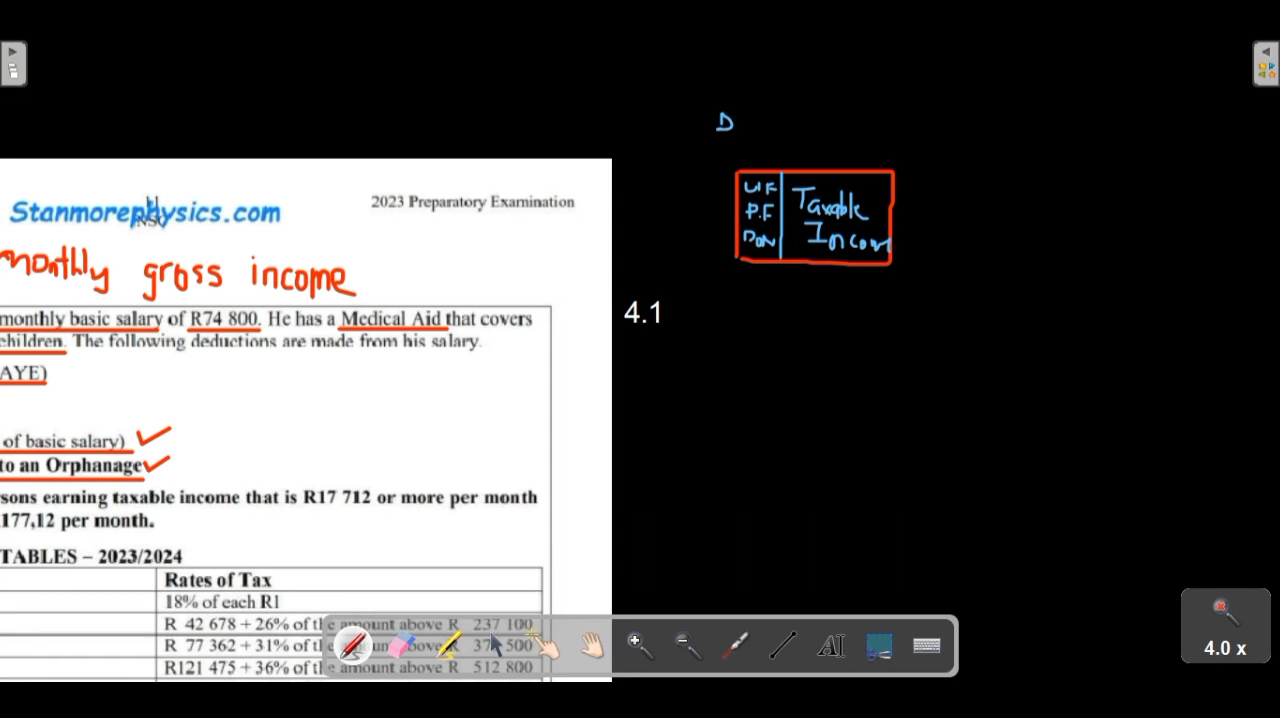 D
UIF
P.F
DON
Taxable
Incom
Stanmorephysics.com
NSC
2023 Preparatory Examination
monthly gross income
monthly basic salary of R74 800. He has a Medical Aid that covers
children. The following deductions are made from his salary.
AYE)
of basic salary)
to an Orphanage
sons earning taxable income that is R17 712 or more per month
177,12 per month.
TABLES – 2023/2024
Rates of Tax
18% of each R1
R 42 678 + 26% of the amount above R 237 100
R 77 362 + 31% of the amount above R 37 500
R121 475 + 36% of the amount above R 512 800
4.1
4.0 x